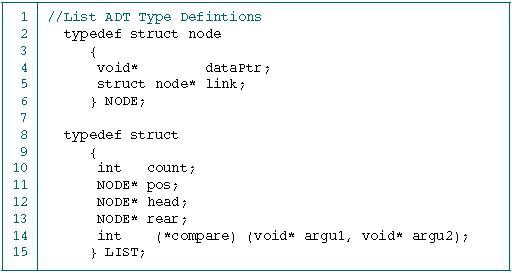 1 //List ADT Type Defintions
2 typedef struct node
3 {
4 void* dataPtr;
5 struct node* link;
6 } NODE;
7
8 typedef struct
9 {
10 int count;
11 NODE* pos;
12 NODE* head;
13 NODE* rear;
14 int (*compare) (void* argu1, void* argu2);
15 } LIST;